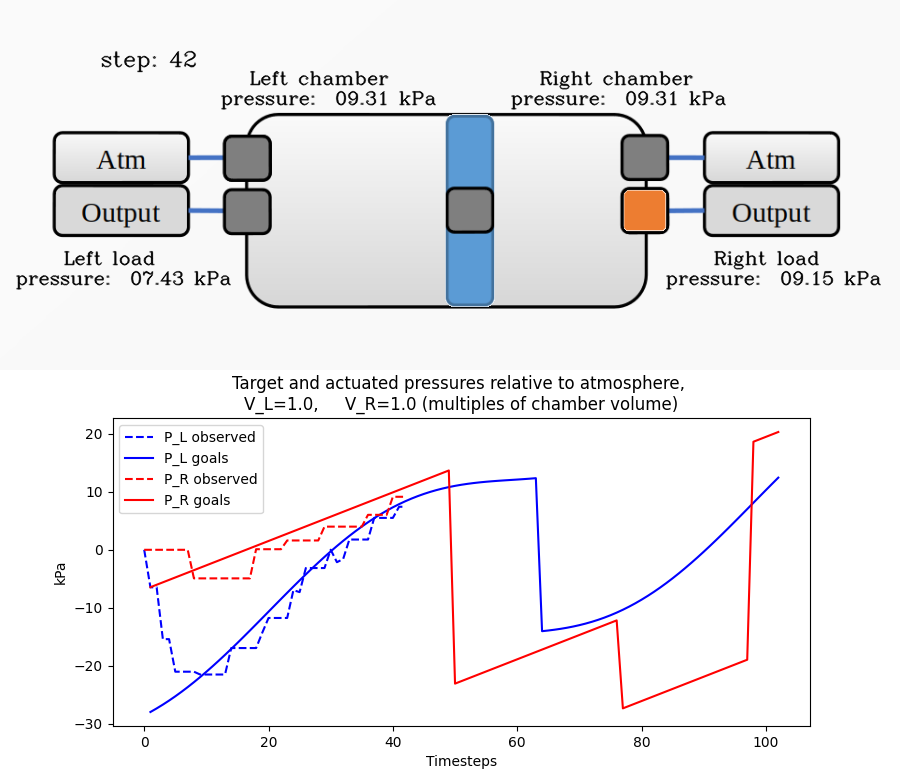 step: 42
Left chamber
pressure: 09.31 kPa
Right chamber
pressure: 09.31 kPa
Atm
Output
Atm
Output
Left load
pressure: 07.43 kPa
Right load
pressure: 09.15 kPa
Target and actuated pressures relative to atmosphere,
V_L=1.0, V_R=1.0 (multiples of chamber volume)
P_L observed
P_L goals
P_R observed
P_R goals
kPa
20
10
0
−10
−20
−30
0 20 40 60 80 100
Timesteps